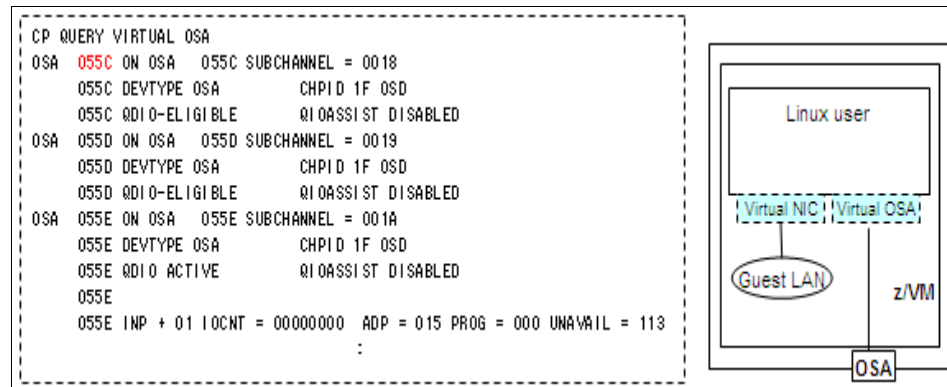 CP QUERY VIRTUAL OSA
OSA 055C ON OSA 055C SUBCHANNEL = 0018
055C DEVTYPE OSA CHPID 1F OSD
055C QDIO-ELIGIBLE QIOASSIST DISABLED
OSA 055D ON OSA 055D SUBCHANNEL = 0019
055D DEVTYPE OSA CHPID 1F OSD
055D QDIO-ELIGIBLE QIOASSIST DISABLED
OSA 055E ON OSA 055E SUBCHANNEL = 001A
055E DEVTYPE OSA CHPID 1F OSD
055E QDIO ACTIVE QIOASSIST DISABLED
055E
055E INP + 01 IOCNT = 00000000 ADP = 015 PROG = 000 UNAVAIL = 113
:
Linux user
Virtual NIC Virtual OSA
Guest LAN
z/VM
OSA